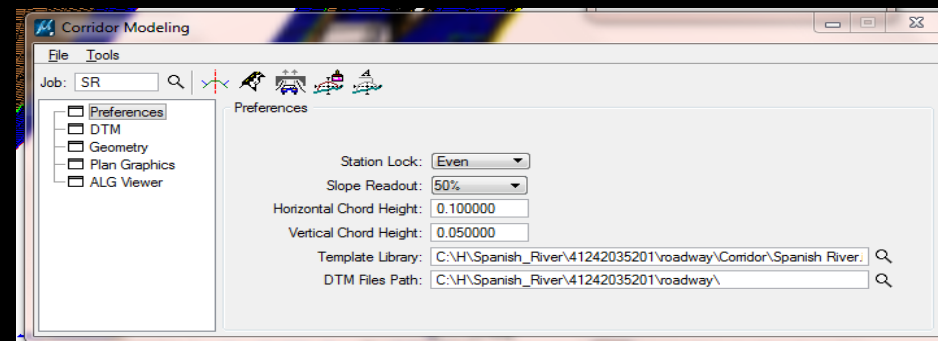 Corridor Modeling
File Tools
Job: SR
Preferences
DTM
Geometry
Plan Graphics
ALG Viewer
Preferences
Station Lock: Even
Slope Readout: 50%
Horizontal Chord Height: 0.100000
Vertical Chord Height: 0.050000
Template Library: C:\H\Spanish_River\41242035201\roadway\Corridor\Spanish River.
DTM Files Path: C:\H\Spanish_River\41242035201\roadway\